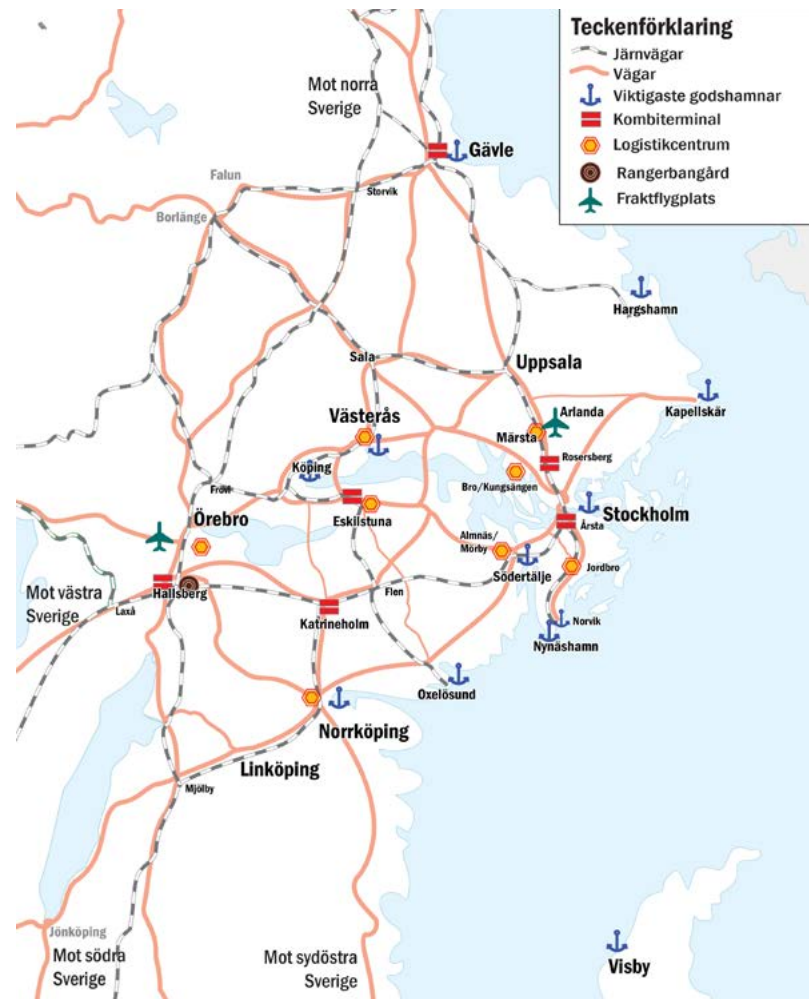 Teckenförklaring
Järnvägar
Vägar
Viktigaste godshamnar
Kombiterminal
Logistikcentrum
Rangerbangård
Fraktflygplats
Mot norra
Sverige
Gävle
Falun
Storvik
Borlänge
Hargshamn
Sala
Uppsala
Västerås
Arlanda
Kapellskär
Märsta
Köping
Rosersberg
Bro/Kungsängen
Frövi
Örebro
Eskilstuna
Stockholm
Årsta
Almnäs/
Mörby
Södertälje
Jordbro
Mot västra
Sverige
Hallsberg
Flen
Laxå
Katrineholm
Norvik
Nynäshamn
Oxelösund
Norrköping
Linköping
Mjölby
Jönköping
Mot södra
Sverige
Mot sydöstra
Sverige
Visby